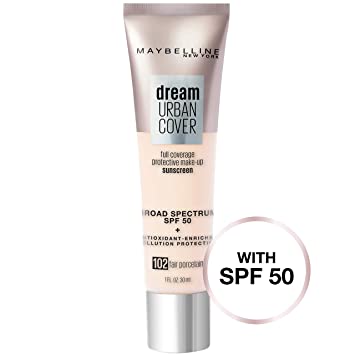 MAYBELLINE
NEW YORK
dream
URBAN
COVER
full coverage
protective make-up
sunscreen
BROAD SPECTRUM
SPF 50
+
ANTIOXIDANT-ENRICHED
POLLUTION PROTECTION
102 fair porcelain
1 FL OZ 30 mL
WITH
SPF 50